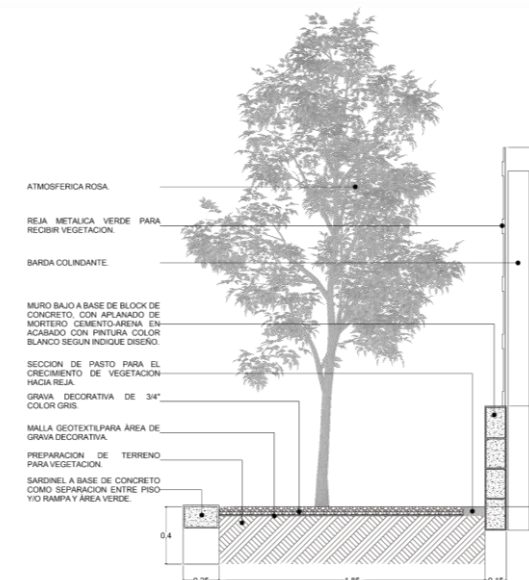 ATMOSFERICA ROSA.
REJA METALICA VERDE PARA
RECIBIR VEGETACION.
BARDA COLINDANTE.
MURO BAJO A BASE DE BLOCK DE
CONCRETO, CON APLANADO DE
MORTERO CEMENTO-ARENA EN
ACABADO CON PINTURA COLOR
BLANCO SEGUN INDIQUE DISEÑO.
SECCION DE PASTO PARA EL
CRECIMIENTO DE VEGETACION
HACIA REJA.
GRAVA DECORATIVA DE 3/4"
COLOR GRIS.
MALLA GEOTEXTILPARA ÁREA DE
GRAVA DECORATIVA.
PREPARACION DE TERRENO
PARA VEGETACION.
SARDINEL A BASE DE CONCRETO
COMO SEPARACION ENTRE PISO
Y/O RAMPA Y ÁREA VERDE.
0.4